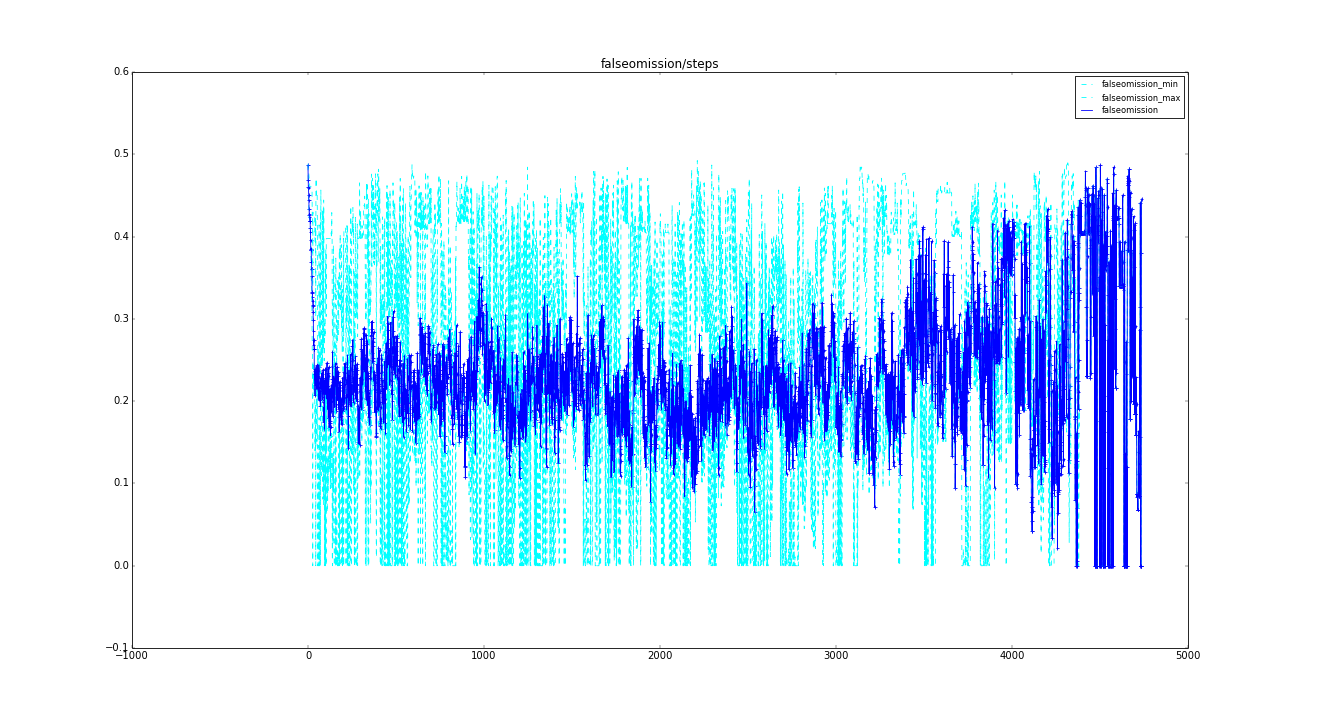 falseomission/steps
0.6
falseomission_min
falseomission_max
falseomission
0.5
0.4
0.3
0.2
0.1
0.0
−0.1
−1000 0 1000 2000 3000 4000 5000